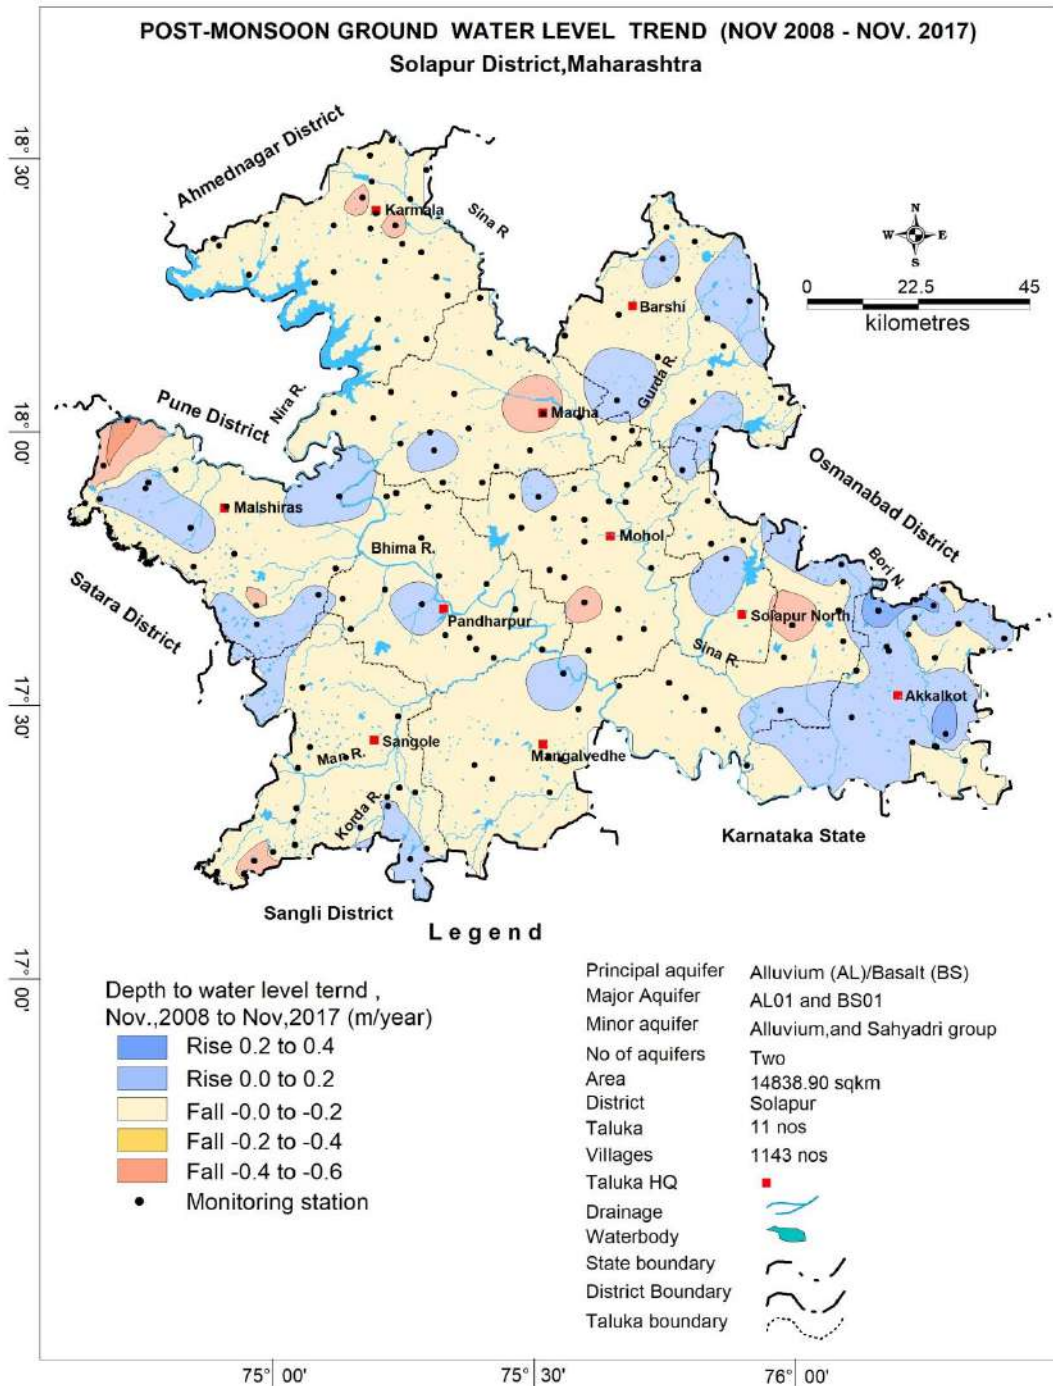 POST-MONSOON GROUND WATER LEVEL TREND (NOV 2008 - NOV. 2017)
Solapur District,Maharashtra
18° 30'
18° 00'
17° 30'
17° 00'
Ahmednagar District
Karmala
Sina R
N
W E
S
0 22.5 45
kilometres
Barshi
Gurda R.
Nira R.
Pune District
Madha
Osmanabad District
Malshiras
Mohol
Bhima R.
Bori N.
Satara District
Pandharpur
Solapur North
Sina R.
Akkalkot
Sangole
Man R.
Mangalvedhe
Korda R.
Karnataka State
Sangli District
Legend
Depth to water level ternd ,
Nov.,2008 to Nov,2017 (m/year)
Rise 0.2 to 0.4
Rise 0.0 to 0.2
Fall -0.0 to -0.2
Fall -0.2 to -0.4
Fall -0.4 to -0.6
Monitoring station
Principal aquifer Alluvium (AL)/Basalt (BS)
Major Aquifer AL01 and BS01
Minor aquifer Alluvium,and Sahyadri group
No of aquifers Two
Area 14838.90 sqkm
District Solapur
Taluka 11 nos
Villages 1143 nos
Taluka HQ
Drainage
Waterbody
State boundary
District Boundary
Taluka boundary
75° 00' 75° 30' 76° 00'